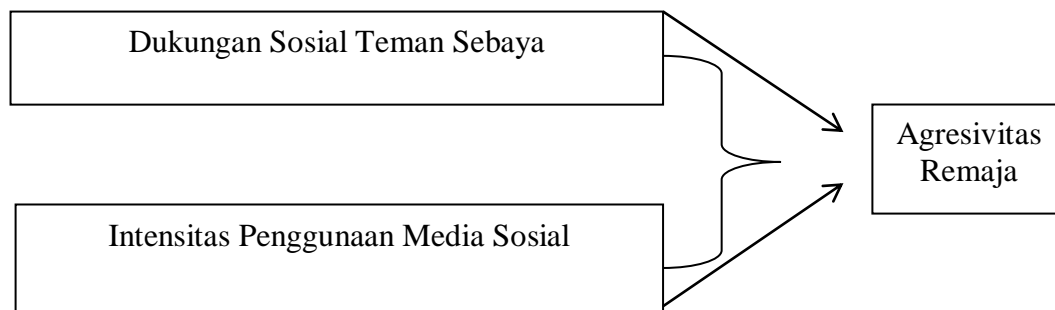 Dukungan Sosial Teman Sebaya
Agresivitas
Remaja
Intensitas Penggunaan Media Sosial